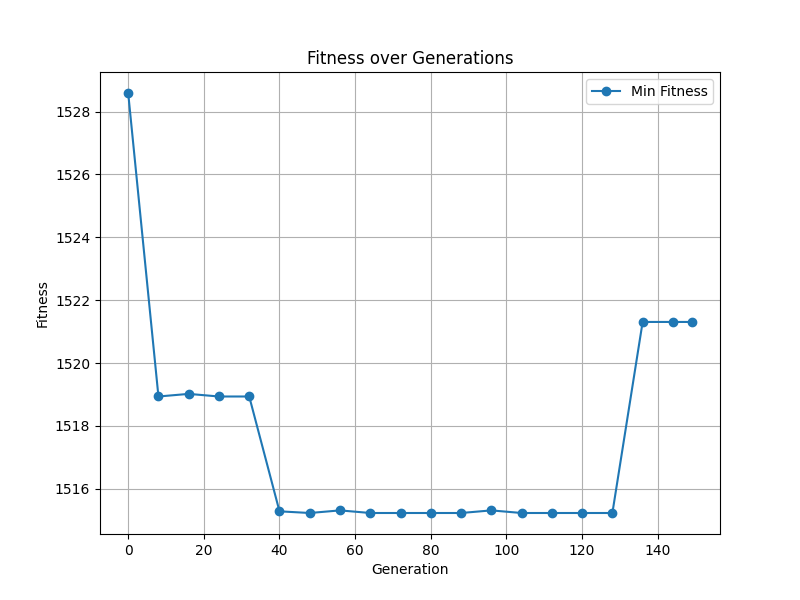 Fitness over Generations
Min Fitness
1528
1526
1524
1522
1520
1518
1516
Fitness
0 20 40 60 80 100 120 140
Generation